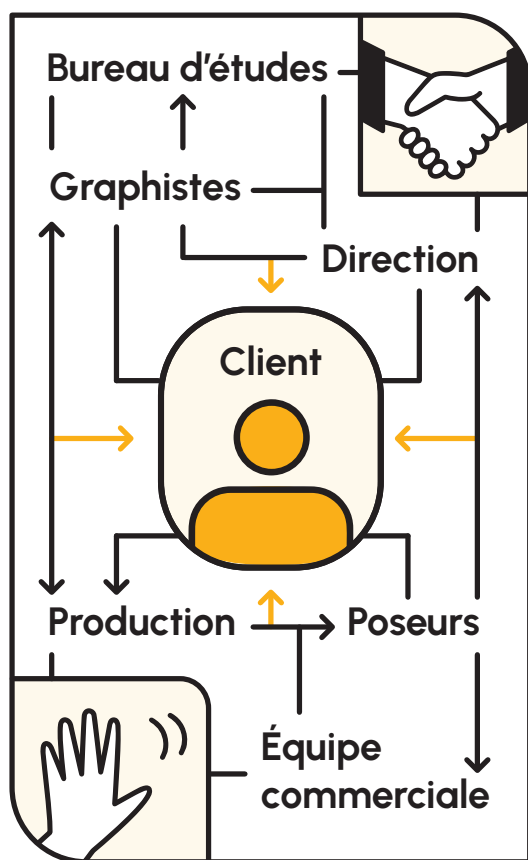 Bureau d’études
Graphistes
Direction
Client
Production
Poseurs
Équipe
commerciale